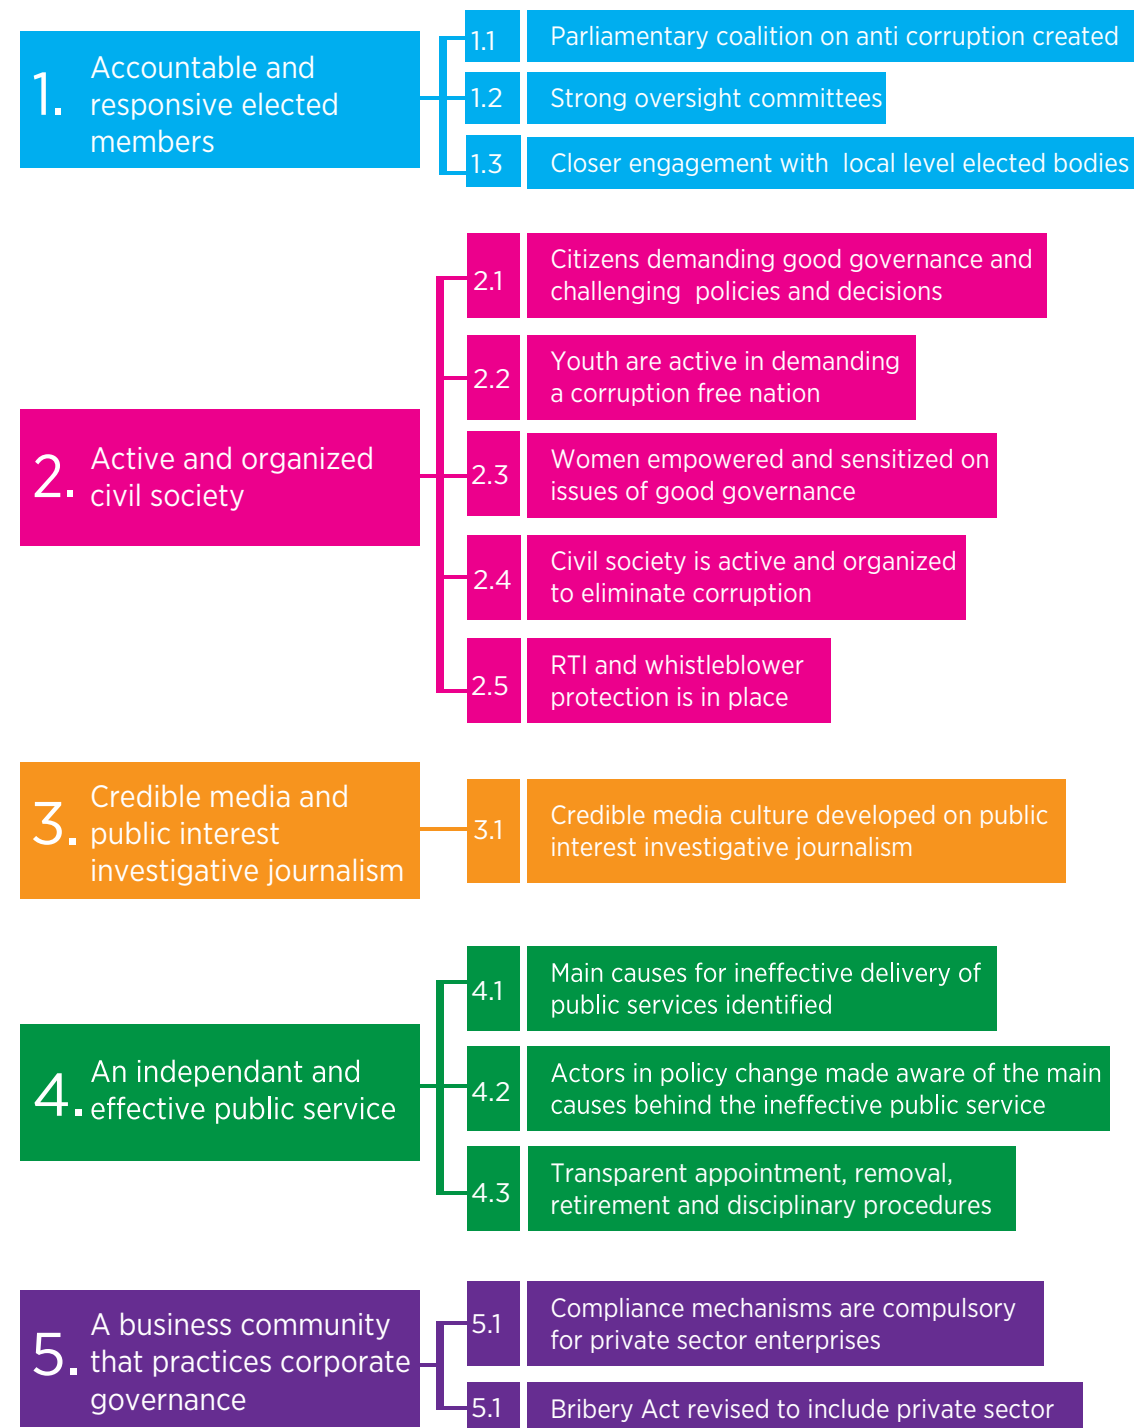 1. Accountable and
responsive elected
members
1.1 Parliamentary coalition on anti corruption created
1.2 Strong oversight committees
1.3 Closer engagement with local level elected bodies
2. Active and organized
civil society
2.1 Citizens demanding good governance and
challenging policies and decisions
2.2 Youth are active in demanding
a corruption free nation
2.3 Women empowered and sensitized on
issues of good governance
2.4 Civil society is active and organized
to eliminate corruption
2.5 RTI and whistleblower
protection is in place
3. Credible media and
public interest
investigative journalism
3.1 Credible media culture developed on public
interest investigative journalism
4. An independant and
effective public service
4.1 Main causes for ineffective delivery of
public services identified
4.2 Actors in policy change made aware of the main
causes behind the ineffective public service
4.3 Transparent appointment, removal,
retirement and disciplinary procedures
5. A business community
that practices corporate
governance
5.1 Compliance mechanisms are compulsory
for private sector enterprises
5.1 Bribery Act revised to include private sector